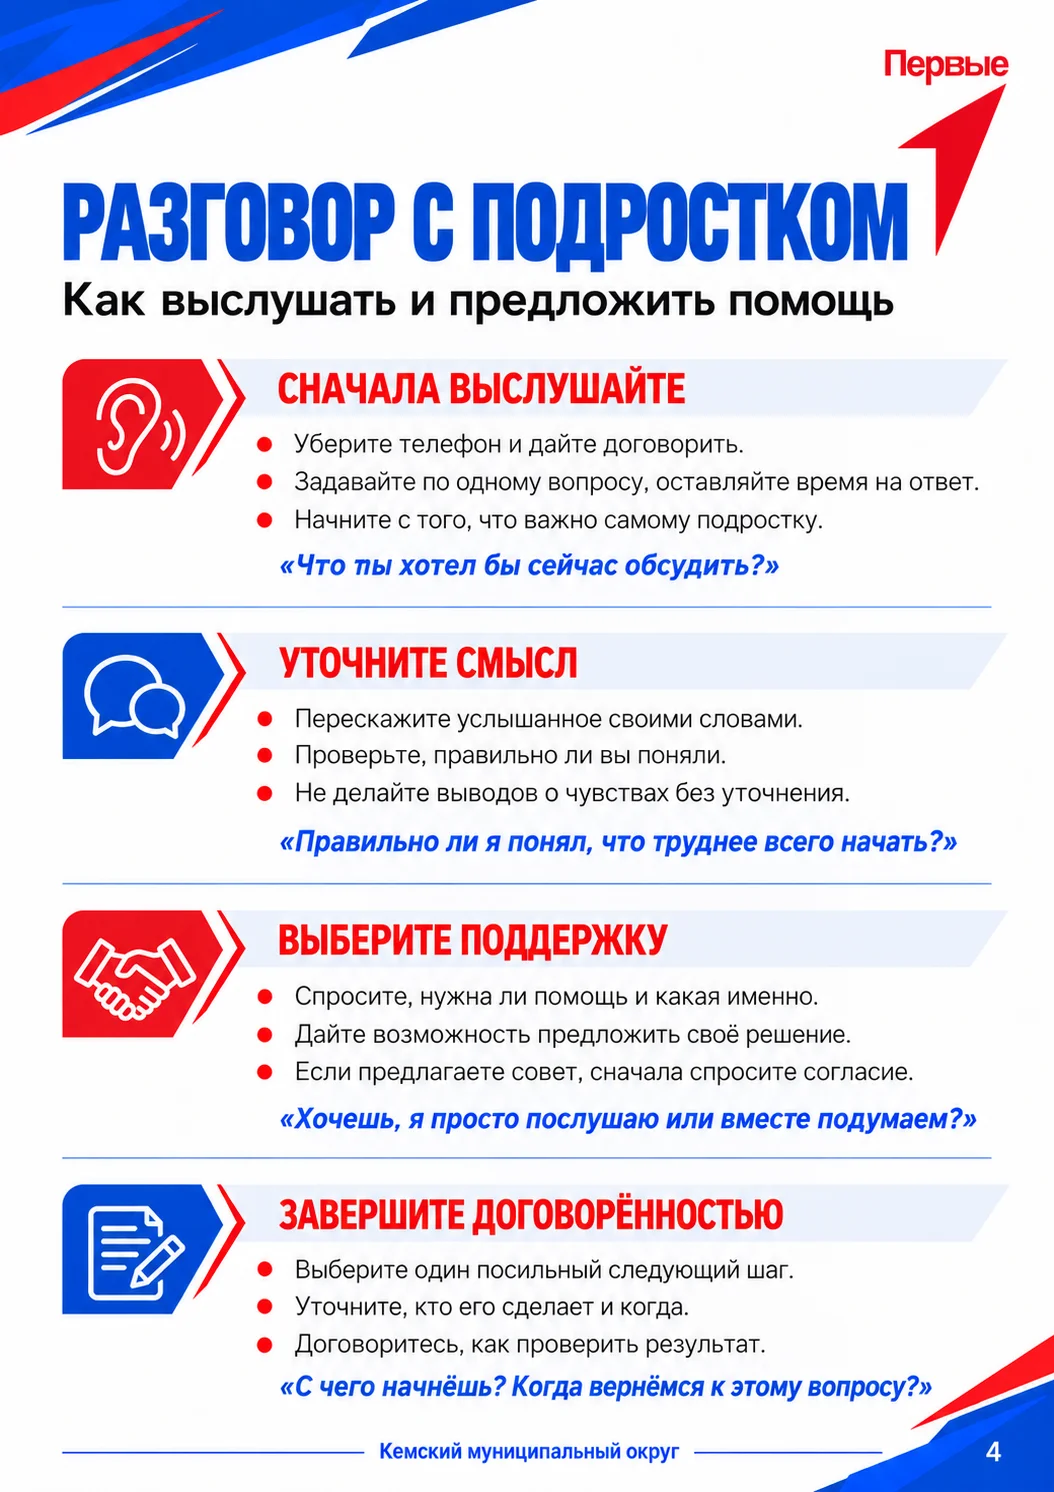 Первые
РАЗГОВОР С ПОДРОСТКОМ
Как выслушать и предложить помощь
СНАЧАЛА ВЫСЛУШАЙТЕ
Уберите телефон и дайте договорить.
Задавайте по одному вопросу, оставляйте время на ответ.
Начните с того, что важно самому подростку.
«Что ты хотел бы сейчас обсудить?»
УТОЧНИТЕ СМЫСЛ
Перескажите услышанное своими словами.
Проверьте, правильно ли вы поняли.
Не делайте выводов о чувствах без уточнения.
«Правильно ли я понял, что труднее всего начать?»
ВЫБЕРИТЕ ПОДДЕРЖКУ
Спросите, нужна ли помощь и какая именно.
Дайте возможность предложить своё решение.
Если предлагаете совет, сначала спросите согласие.
«Хочешь, я просто послушаю или вместе подумаем?»
ЗАВЕРШИТЕ ДОГОВОРЁННОСТЬЮ
Выберите один посильный следующий шаг.
Уточните, кто его сделает и когда.
Договоритесь, как проверить результат.
«С чего начнёшь? Когда вернёмся к этому вопросу?»
Кемский муниципальный округ
4